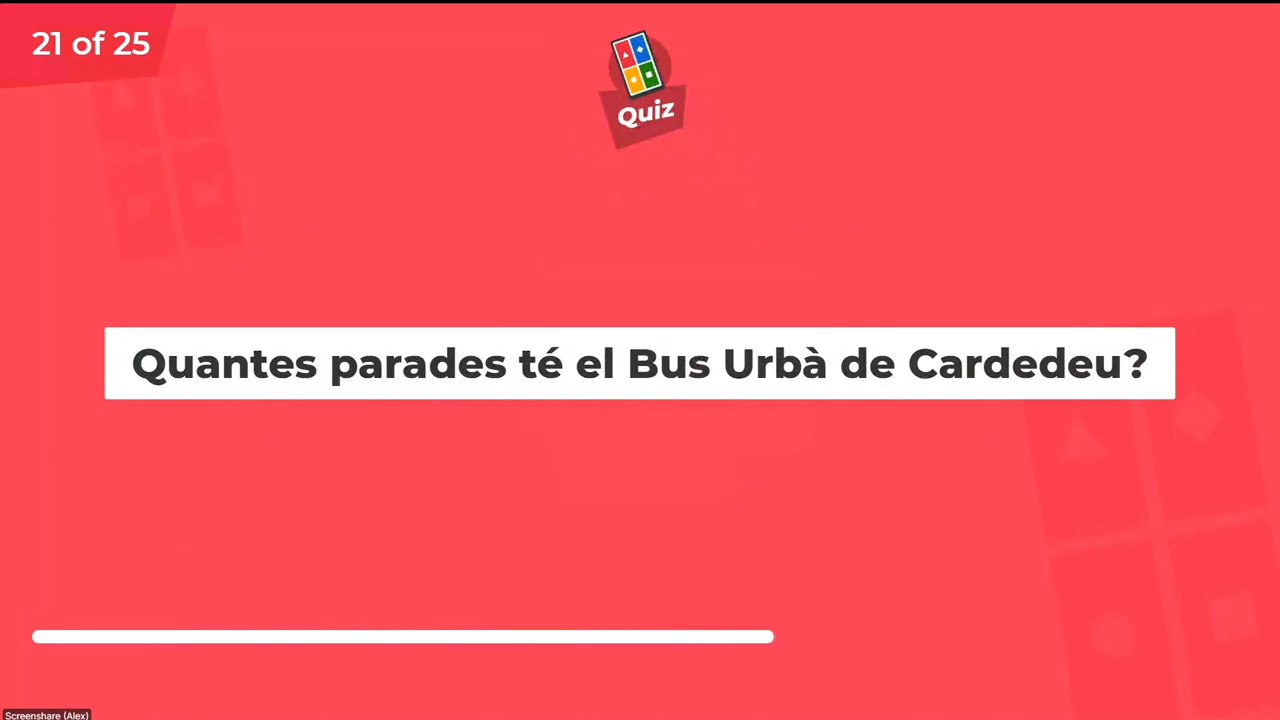 21 of 25
Quiz
Quantes parades té el Bus Urbà de Cardedeu?
Screenshare (Alex)